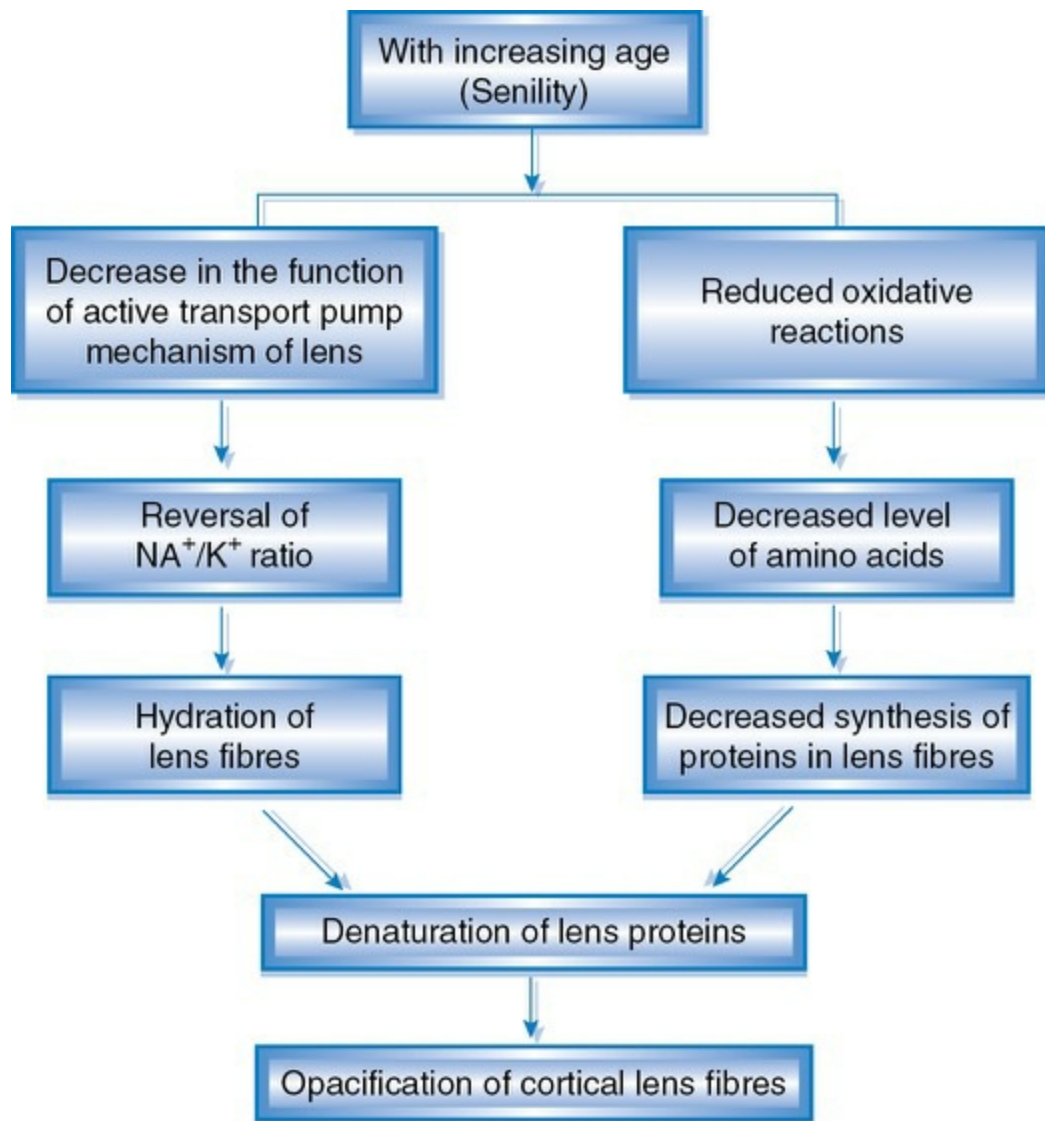 With increasing age
(Senility)
Decrease in the function
of active transport pump
mechanism of lens
Reduced oxidative
reactions
Reversal of
NA⁺/K⁺ ratio
Decreased level
of amino acids
Hydration of
lens fibres
Decreased synthesis of
proteins in lens fibres
Denaturation of lens proteins
Opacification of cortical lens fibres